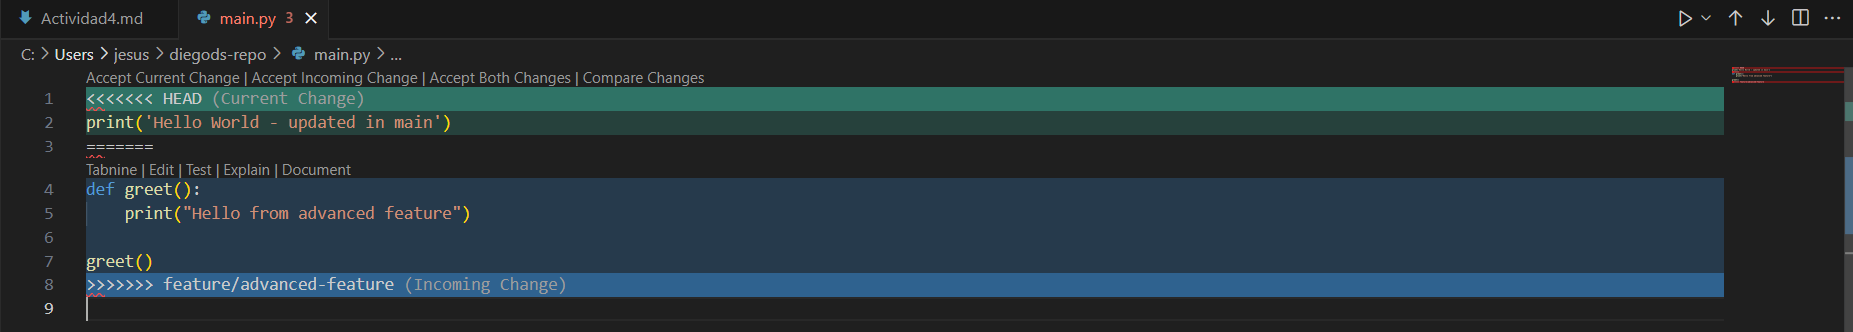 Actividad4.md main.py 3
C: Users jesus diegods-repo main.py ...
Accept Current Change | Accept Incoming Change | Accept Both Changes | Compare Changes
1 <<<<<<< HEAD (Current Change)
2 print('Hello World - updated in main')
3 =======
Tabnine | Edit | Test | Explain | Document
4 def greet():
5     print("Hello from advanced feature")
6
7 greet()
8 >>>>>>> feature/advanced-feature (Incoming Change)
9